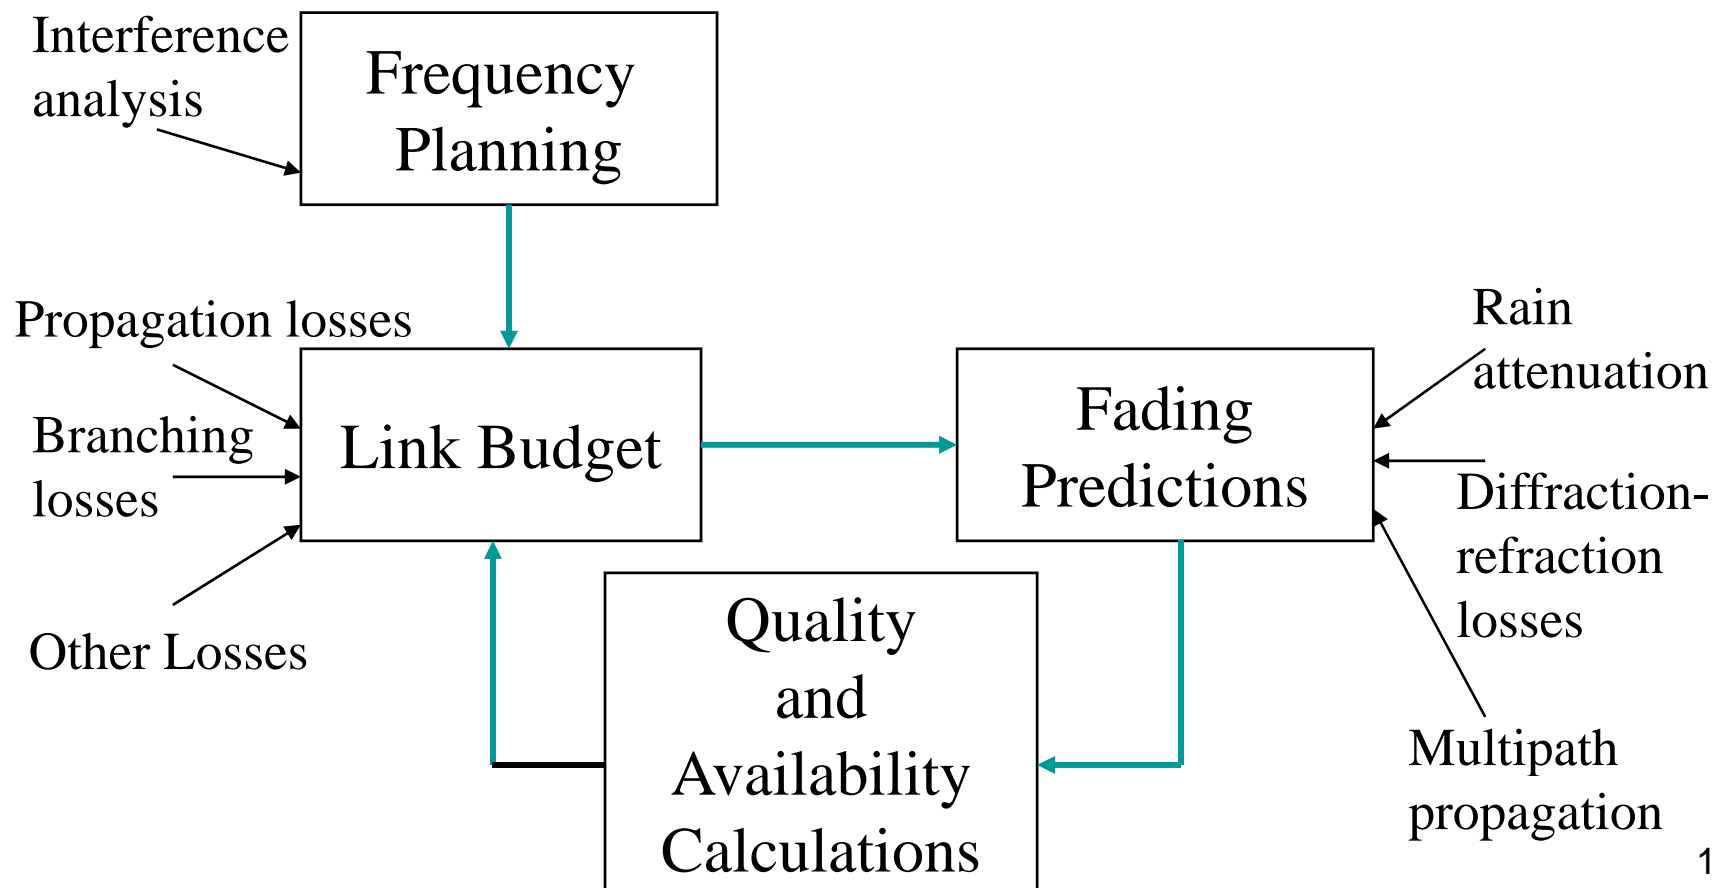 Interference
analysis
Frequency
Planning
Propagation losses
Branching
losses
Other Losses
Link Budget
Fading
Predictions
Rain
attenuation
Diffraction-
refraction
losses
Multipath
propagation
Quality
and
Availability
Calculations
1